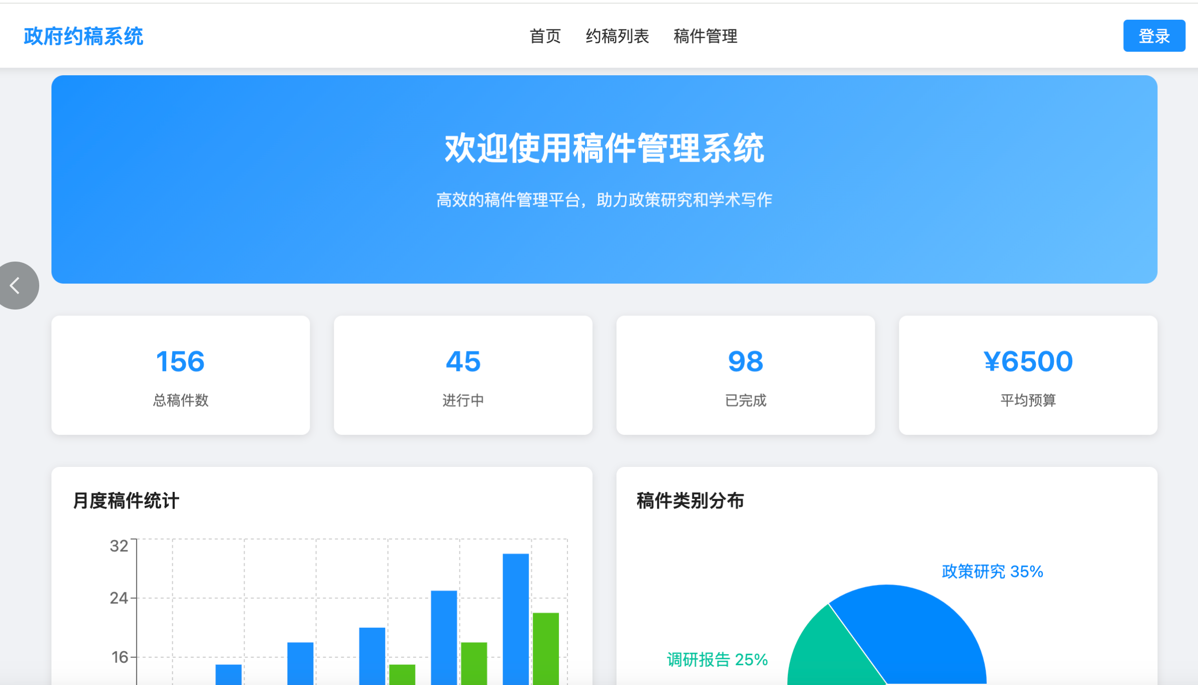 政府约稿系统
首页 约稿列表 稿件管理
登录
欢迎使用稿件管理系统
高效的稿件管理平台，助力政策研究和学术写作
156
总稿件数
45
进行中
98
已完成
¥6500
平均预算
月度稿件统计
32
24
16
稿件类别分布
政策研究 35%
调研报告 25%